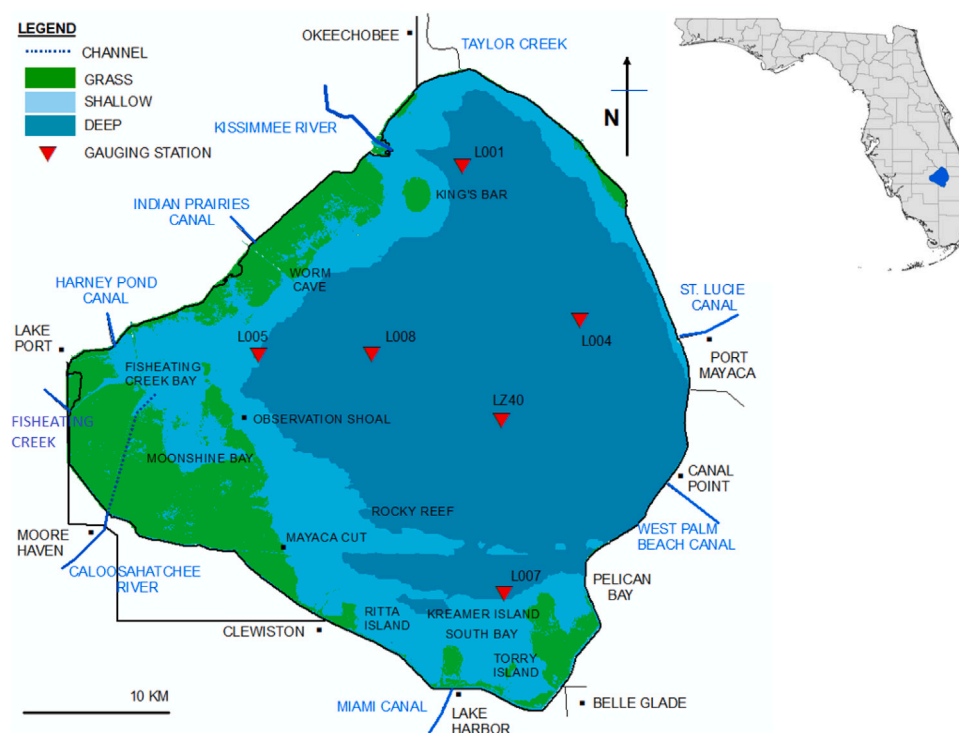 LEGEND
CHANNEL
GRASS
SHALLOW
DEEP
GAUGING STATION
OKEECHOBEE
TAYLOR CREEK
N
KISSIMMEE RIVER
L001
KING'S BAR
INDIAN PRAIRIES
CANAL
WORM
CAVE
HARNEY POND
CANAL
ST. LUCIE
CANAL
LAKE
PORT
L005
L008
L004
PORT
MAYACA
FISHEATING
CREEK BAY
LZ40
FISHEATING
CREEK
OBSERVATION SHOAL
MOONSHINE BAY
CANAL
POINT
ROCKY REEF
WEST PALM
BEACH CANAL
MOORE
HAVEN
MAYACA CUT
CALOOSAHATCHEE
RIVER
L007
PELICAN
BAY
RITTA
ISLAND
KREAMER ISLAND
SOUTH BAY
CLEWISTON
TORRY
ISLAND
10 KM
MIAMI CANAL
LAKE
HARBOR
BELLE GLADE